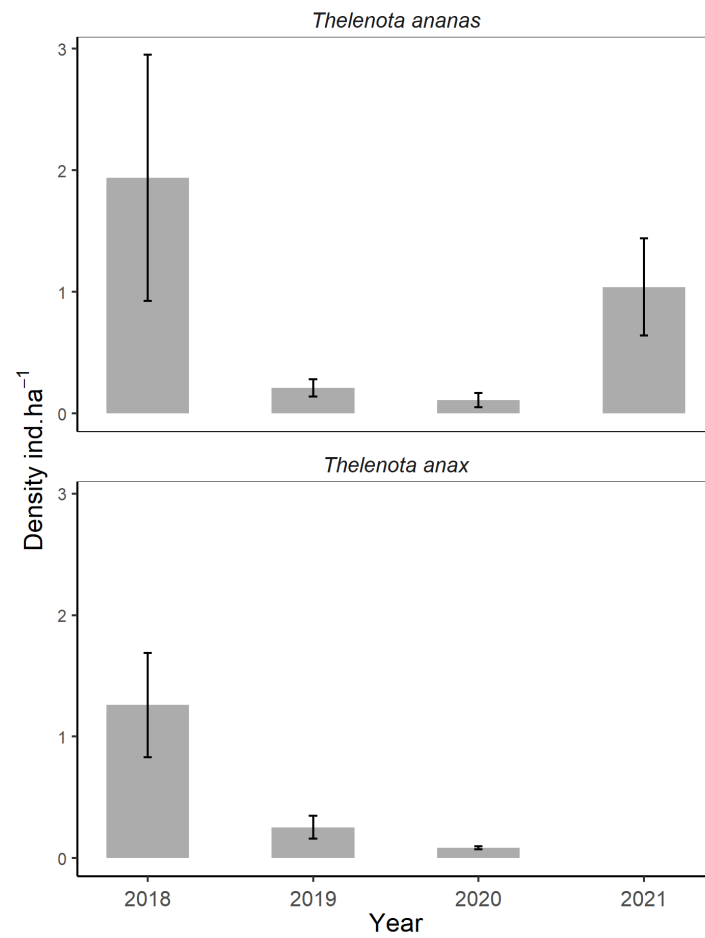 Thelenota ananas
3
2
1
0
Thelenota anax
3
2
1
0
Density ind.ha⁻¹
2018 2019 2020 2021
Year